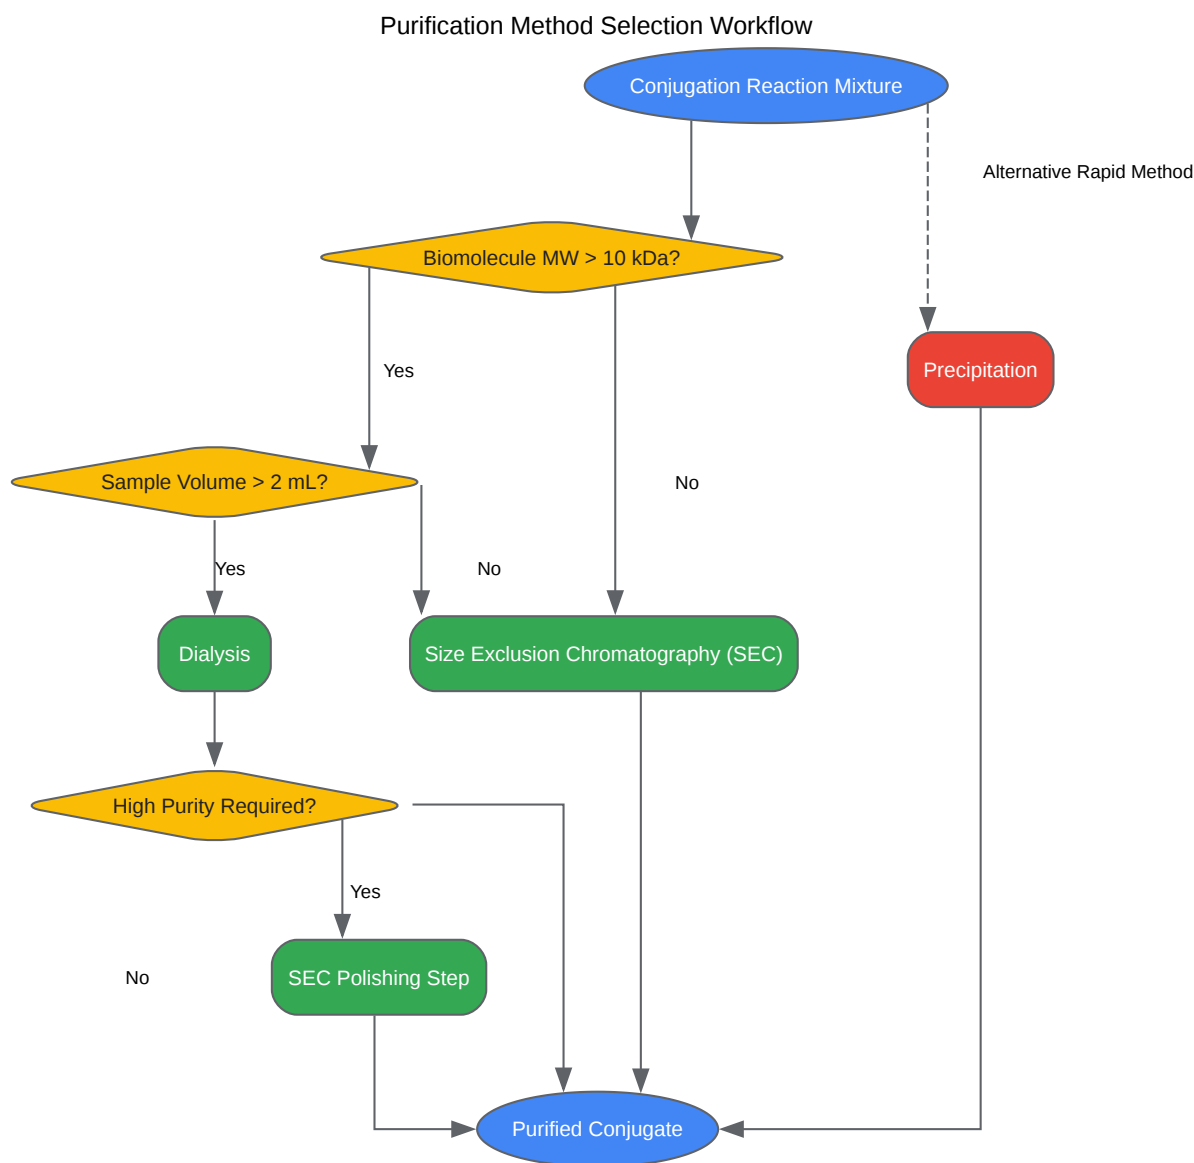 Purification Method Selection Workflow
Conjugation Reaction Mixture
Alternative Rapid Method
Biomolecule MW > 10 kDa?
Yes
Precipitation
Sample Volume > 2 mL?
No
Yes
No
Dialysis
Size Exclusion Chromatography (SEC)
High Purity Required?
Yes
No
SEC Polishing Step
Purified Conjugate